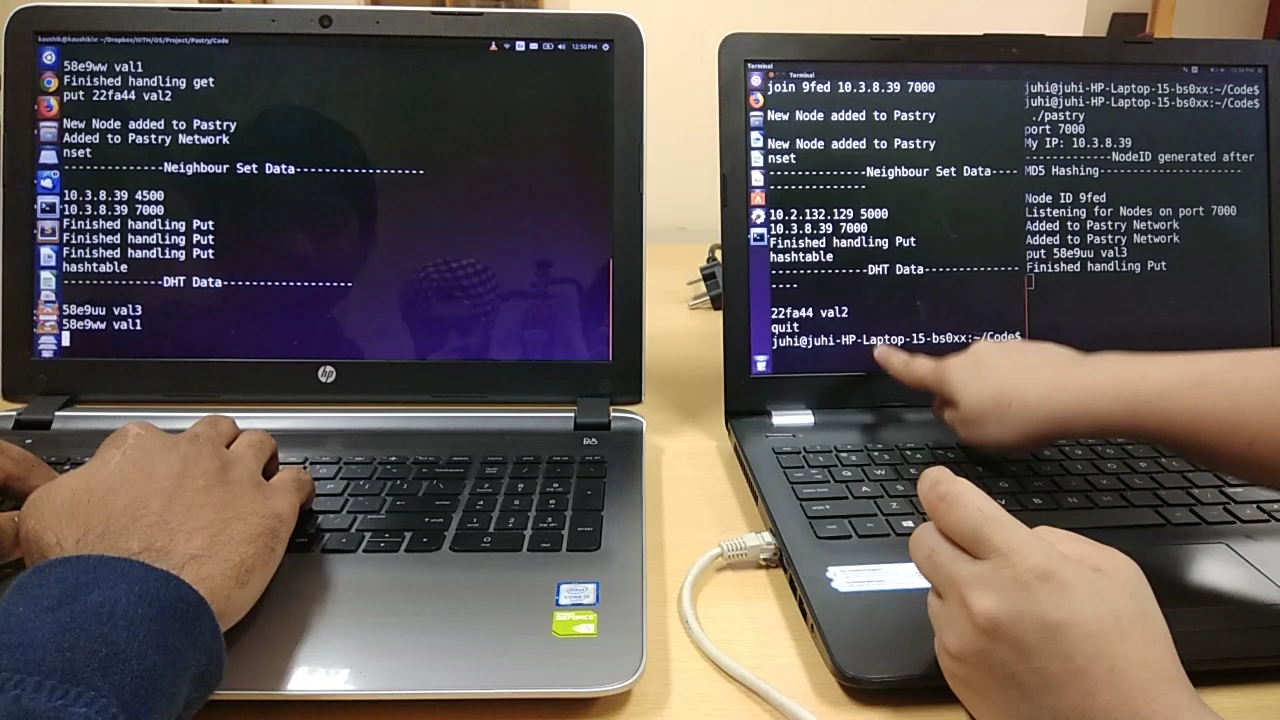 kaushik@kaushik: ~/Dropbox/IIITH/OS/Project/Pastry/Code
12:50 PM
58e9ww val1
Finished handling get
put 22fa44 val2
New Node added to Pastry
Added to Pastry Network
nset
-------------Neighbour Set Data----------------
10.3.8.39 4500
10.3.8.39 7000
Finished handling Put
Finished handling Put
Finished handling Put
hashtable
-------------DHT Data----------------
58e9uu val3
58e9ww val1
hp
Terminal
Terminal
join 9fed 10.3.8.39 7000
New Node added to Pastry
New Node added to Pastry
nset
-------------Neighbour Set Data----
------------
10.2.132.129 5000
10.3.8.39 7000
Finished handling Put
hashtable
-------------DHT Data------------
----
22fa44 val2
quit
juhi@juhi-HP-Laptop-15-bs0xx:~/Code$
juhi@juhi-HP-Laptop-15-bs0xx:~/Code$
juhi@juhi-HP-Laptop-15-bs0xx:~/Code$
./pastry
port 7000
My IP: 10.3.8.39
------------NodeID generated after
MD5 Hashing--------------------
Node ID 9fed
Listening for Nodes on port 7000
Added to Pastry Network
Added to Pastry Network
put 58e9uu val3
Finished handling Put
GEFORCE